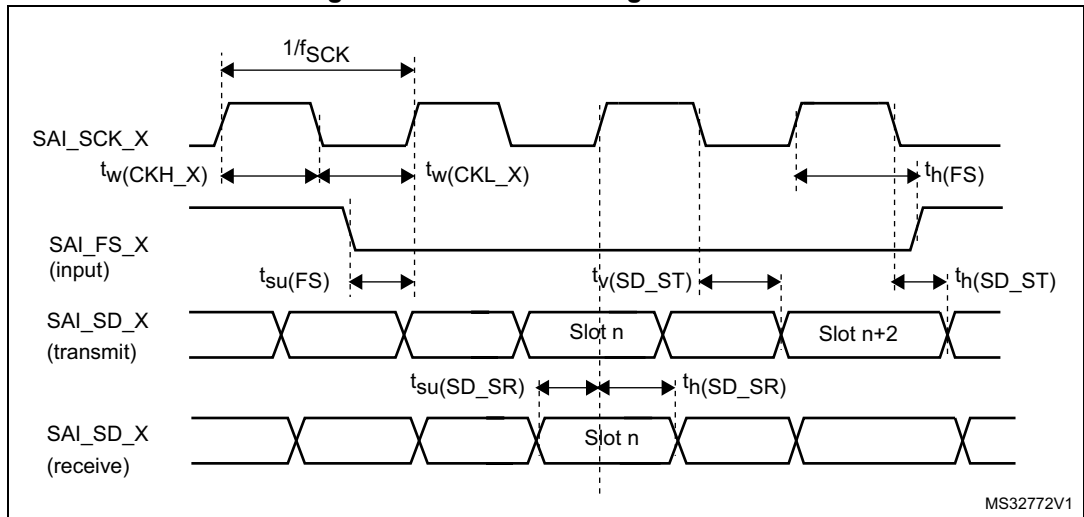 1/fSCK
SAI_SCK_X
tw(CKH_X)
tw(CKL_X)
th(FS)
SAI_FS_X
(input)
tsu(FS)
tv(SD_ST)
th(SD_ST)
SAI_SD_X
(transmit)
Slot n
Slot n+2
tsu(SD_SR)
th(SD_SR)
SAI_SD_X
(receive)
Slot n
MS32772V1